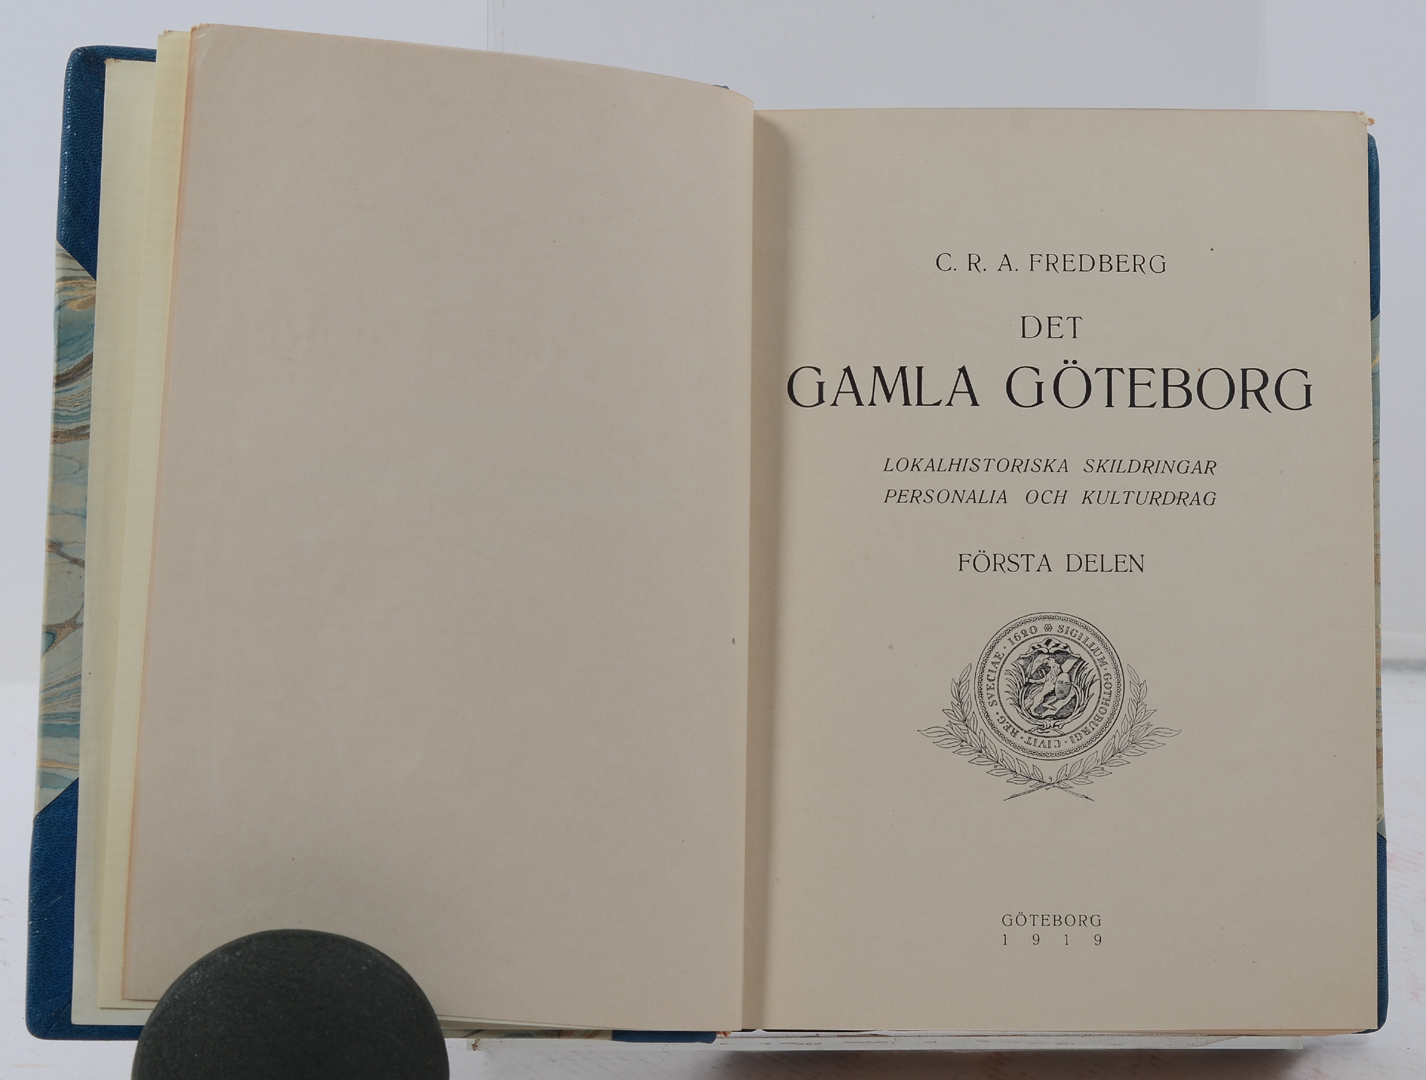 C. R. A. FREDBERG
DET
GAMLA GÖTEBORG
LOKALHISTORISKA SKILDRINGAR
PERSONALIA OCH KULTURDRAG
FÖRSTA DELEN
SIGILLUM · GOTHOBURGI · CIVIT · REG · SVECIAE · 1620
GÖTEBORG
1919